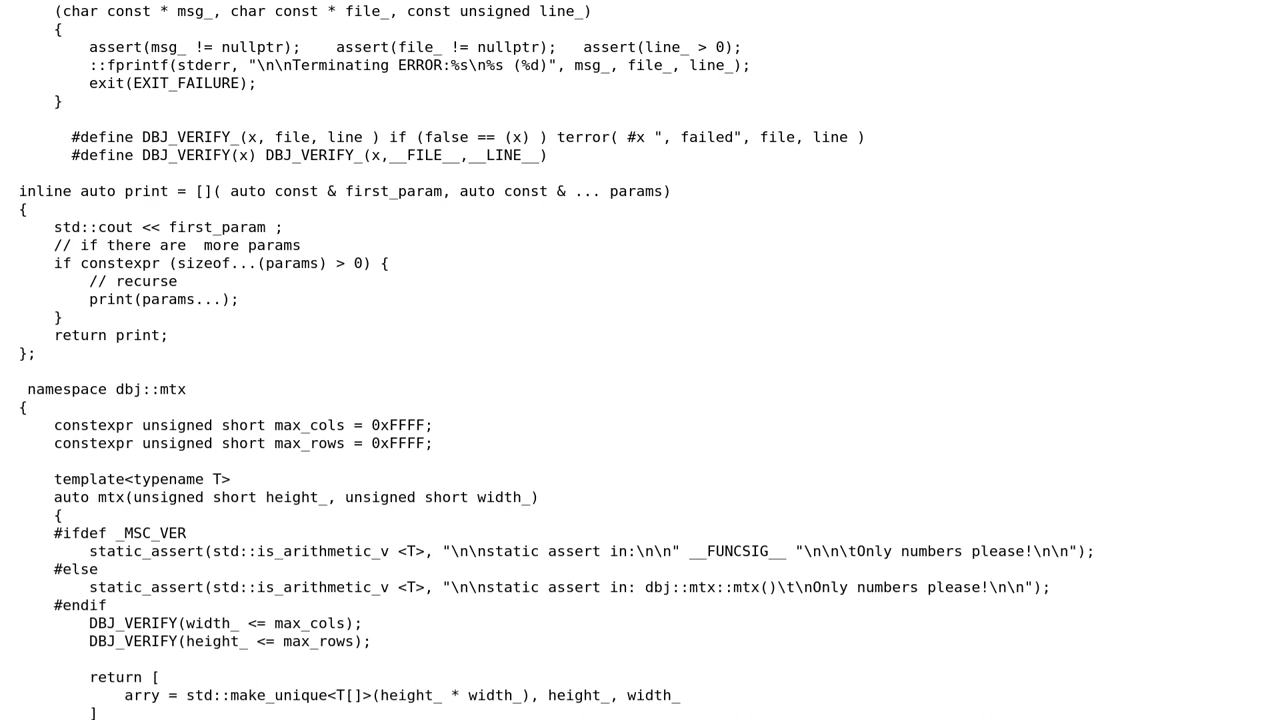 (char const * msg_, char const * file_, const unsigned line_)
    {
        assert(msg_ != nullptr);    assert(file_ != nullptr);   assert(line_ > 0);
        ::fprintf(stderr, "\n\nTerminating ERROR:%s\n%s (%d)", msg_, file_, line_);
        exit(EXIT_FAILURE);
    }

      #define DBJ_VERIFY_(x, file, line ) if (false == (x) ) terror( #x ", failed", file, line )
      #define DBJ_VERIFY(x) DBJ_VERIFY_(x,__FILE__,__LINE__)

inline auto print = []( auto const & first_param, auto const & ... params)
{
    std::cout << first_param ;
    // if there are  more params
    if constexpr (sizeof...(params) > 0) {
        // recurse
        print(params...);
    }
    return print;
};

 namespace dbj::mtx
{
    constexpr unsigned short max_cols = 0xFFFF;
    constexpr unsigned short max_rows = 0xFFFF;

    template<typename T>
    auto mtx(unsigned short height_, unsigned short width_)
    {
    #ifdef _MSC_VER
        static_assert(std::is_arithmetic_v <T>, "\n\nstatic assert in:\n\n" __FUNCSIG__ "\n\n\tOnly numbers please!\n\n");
    #else
        static_assert(std::is_arithmetic_v <T>, "\n\nstatic assert in: dbj::mtx::mtx()\t\nOnly numbers please!\n\n");
    #endif
        DBJ_VERIFY(width_ <= max_cols);
        DBJ_VERIFY(height_ <= max_rows);

        return [
            arry = std::make_unique<T[]>(height_ * width_), height_, width_
        ]